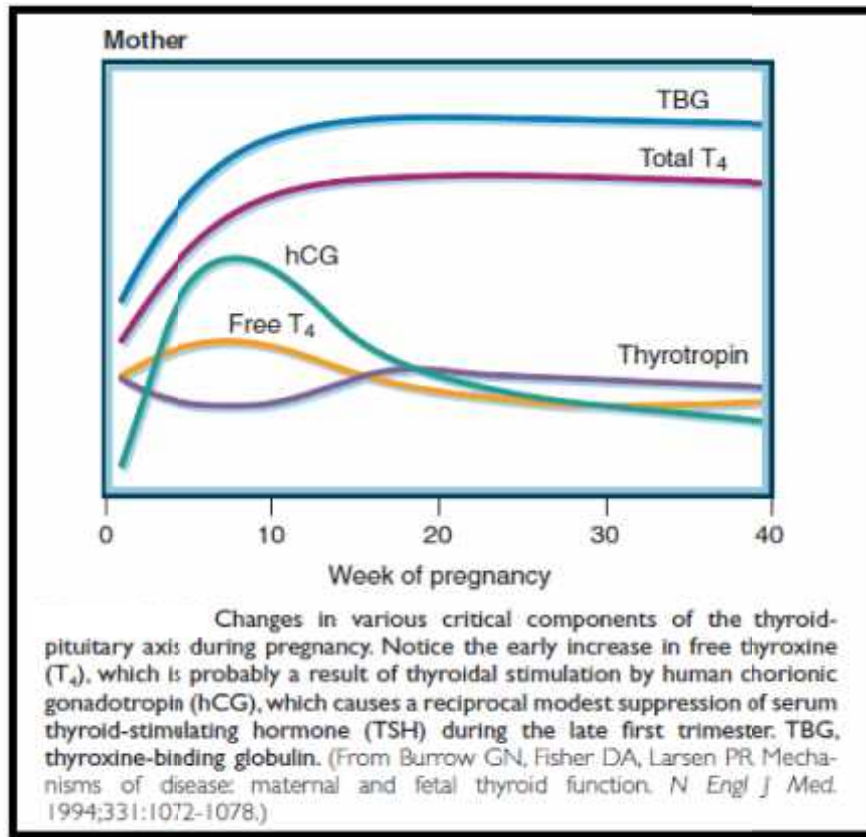 Mother
TBG
Total T4
hCG
Free T4
Thyrotropin
0 10 20 30 40
Week of pregnancy
Changes in various critical components of the thyroid-
pituitary axis during pregnancy. Notice the early increase in free thyroxine
(T4), which is probably a result of thyroidal stimulation by human chorionic
gonadotropin (hCG), which causes a reciprocal modest suppression of serum
thyroid-stimulating hormone (TSH) during the late first trimester. TBG,
thyroxine-binding globulin. (From Burrow GN, Fisher DA, Larsen PR Mecha-
nisms of disease: maternal and fetal thyroid function. N Engl J Med.
1994;331:1072-1078.)